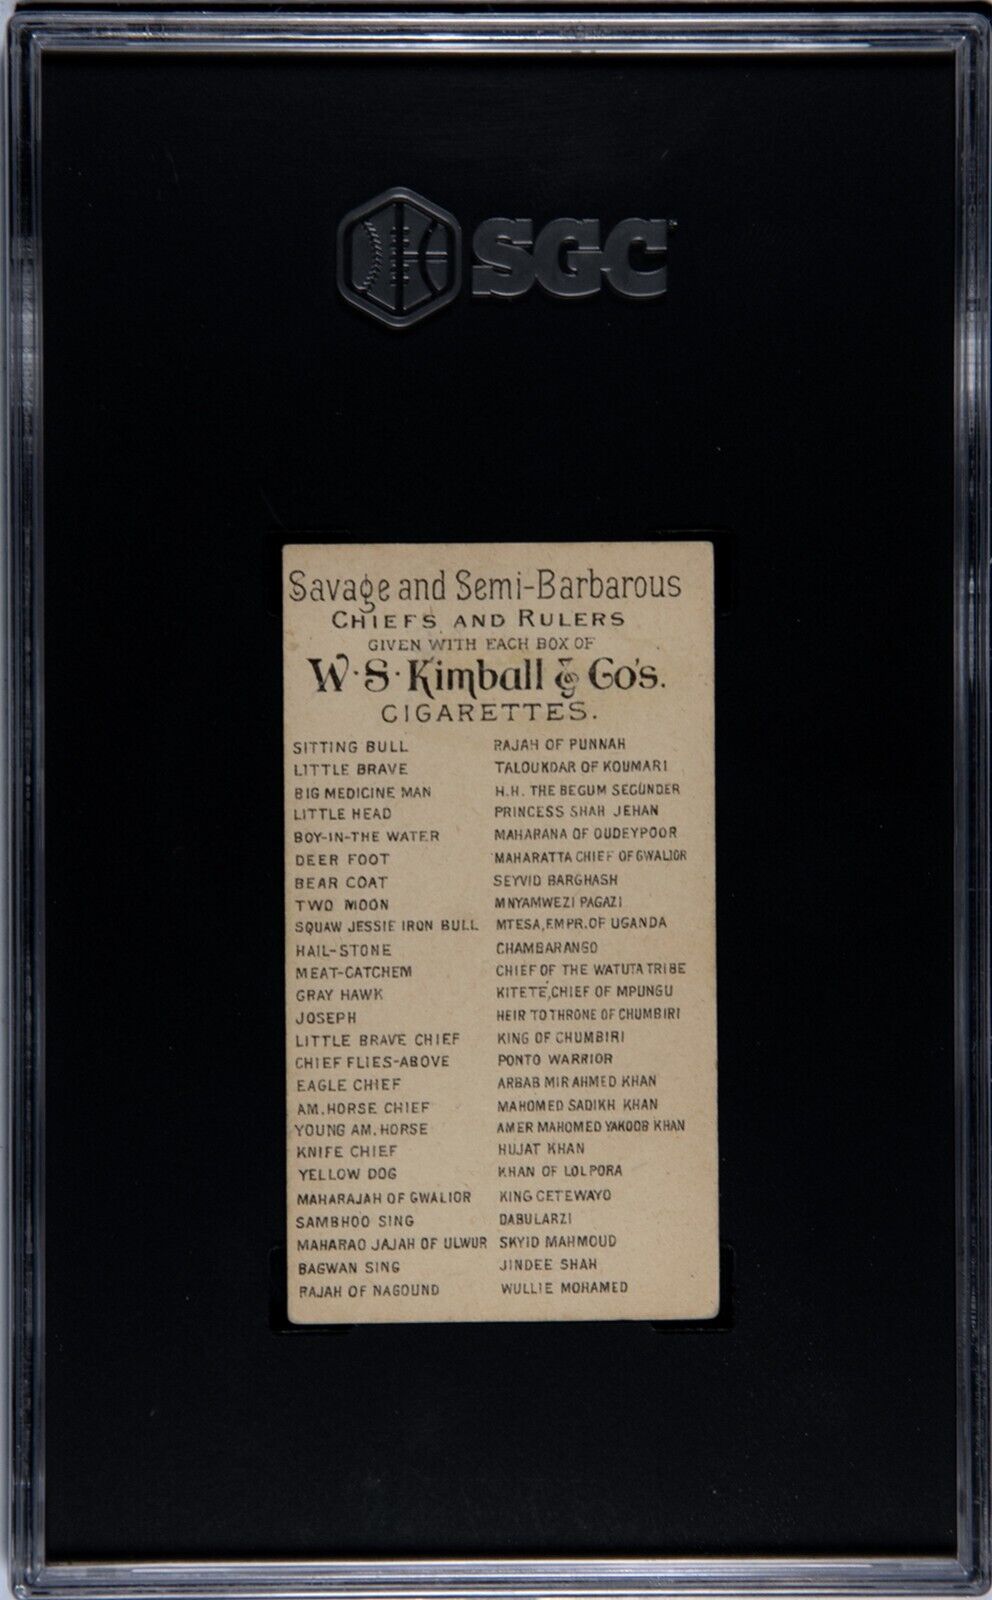 SGC
Savage and Semi-Barbarous
CHIEFS AND RULERS
GIVEN WITH EACH BOX OF
W.S. Kimball & Co's.
CIGARETTES.
SITTING BULL
LITTLE BRAVE
BIG MEDICINE MAN
LITTLE HEAD
BOY-IN-THE WATER
DEER FOOT
BEAR COAT
TWO MOON
SQUAW JESSIE IRON BULL
HAIL-STONE
MEAT-CATCHEM
GRAY HAWK
JOSEPH
LITTLE BRAVE CHIEF
CHIEF FLIES-ABOVE
EAGLE CHIEF
AM. HORSE CHIEF
YOUNG AM. HORSE
KNIFE CHIEF
YELLOW DOG
MAHARAJAH OF GWALIOR
SAMBHOO SING
MAHARAO JAJAH OF ULWUR
BAGWAN SING
RAJAH OF NAGOUND
RAJAH OF PUNNAH
TALOUKDAR OF KOUMARI
H.H. THE BEGUM SECUNDER
PRINCESS SHAH JEHAN
MAHARANA OF OUDEYPOOR
MAHARATTA CHIEF OF GWALIOR
SEYVID BARGHASH
MNYAMWEZI PAGAZI
MTESA, EMPR. OF UGANDA
CHAMBARANGO
CHIEF OF THE WATUTA TRIBE
KITETE, CHIEF OF MPUNGU
HEIR TO THRONE OF CHUMBIRI
KING OF CHUMBIRI
PONTO WARRIOR
ARBAB MIR AHMED KHAN
MAHOMED SADIKH KHAN
AMER MAHOMED YAKOOB KHAN
HUJAT KHAN
KHAN OF LOLPORA
KING CETEWAYO
DABULARZI
SKYID MAHMOUD
JINDEE SHAH
WULLIE MOHAMED